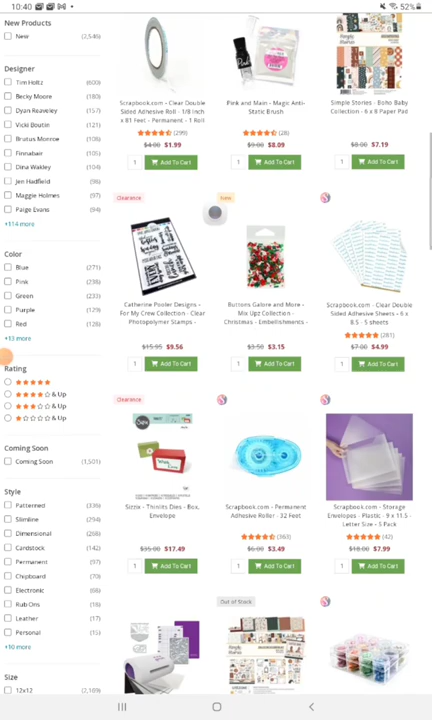 10:40
52%
New Products
New (2,546)
Designer
Tim Holtz (600)
Becky Moore (180)
Dyan Reaveley (157)
Vicki Boutin (121)
Brutus Monroe (108)
Finnabair (105)
Dina Wakley (104)
Jen Hadfield (98)
Maggie Holmes (97)
Paige Evans (94)
+114 more
Color
Blue (271)
Pink (238)
Green (233)
Purple (129)
Red (128)
+13 more
Rating
& Up
& Up
& Up
Coming Soon
Coming Soon (1,501)
Style
Patterned (336)
Slimline (294)
Dimensional (268)
Cardstock (142)
Permanent (97)
Chipboard (70)
Electronic (68)
Rub Ons (18)
Leather (17)
Personal (15)
+10 more
Size
12x12 (2,109)
Scrapbook.com - Clear Double
Sided Adhesive Roll - 1/8 inch
x 81 Feet - Permanent - 1 Roll
(299)
$4.00 $1.99
1 Add To Cart
Pink and Main - Magic Anti-
Static Brush
(28)
$9.00 $8.09
1 Add To Cart
Simple Stories - Boho Baby
Collection - 6 x 8 Paper Pad
$8.00 $7.19
1 Add To Cart
Clearance
Catherine Pooler Designs -
For My Crew Collection - Clear
Photopolymer Stamps -
$15.95 $9.56
1 Add To Cart
New
Buttons Galore and More -
Mix Upz Collection -
Christmas - Embellishments -
$3.50 $3.15
1 Add To Cart
Scrapbook.com - Clear Double
Sided Adhesive Sheets - 6 x
8.5 - 5 sheets
(281)
$7.00 $4.99
1 Add To Cart
Clearance
Sizzix
Sizzix - Thinlits Dies - Box,
Envelope
$35.00 $17.49
1 Add To Cart
Scrapbook.com - Permanent
Adhesive Roller - 32 Feet
(363)
$6.00 $3.49
1 Add To Cart
Scrapbook.com - Storage
Envelopes - Plastic - 9 x 11.5 -
Letter Size - 5 Pack
(42)
$18.00 $7.99
1 Add To Cart
Out of Stock